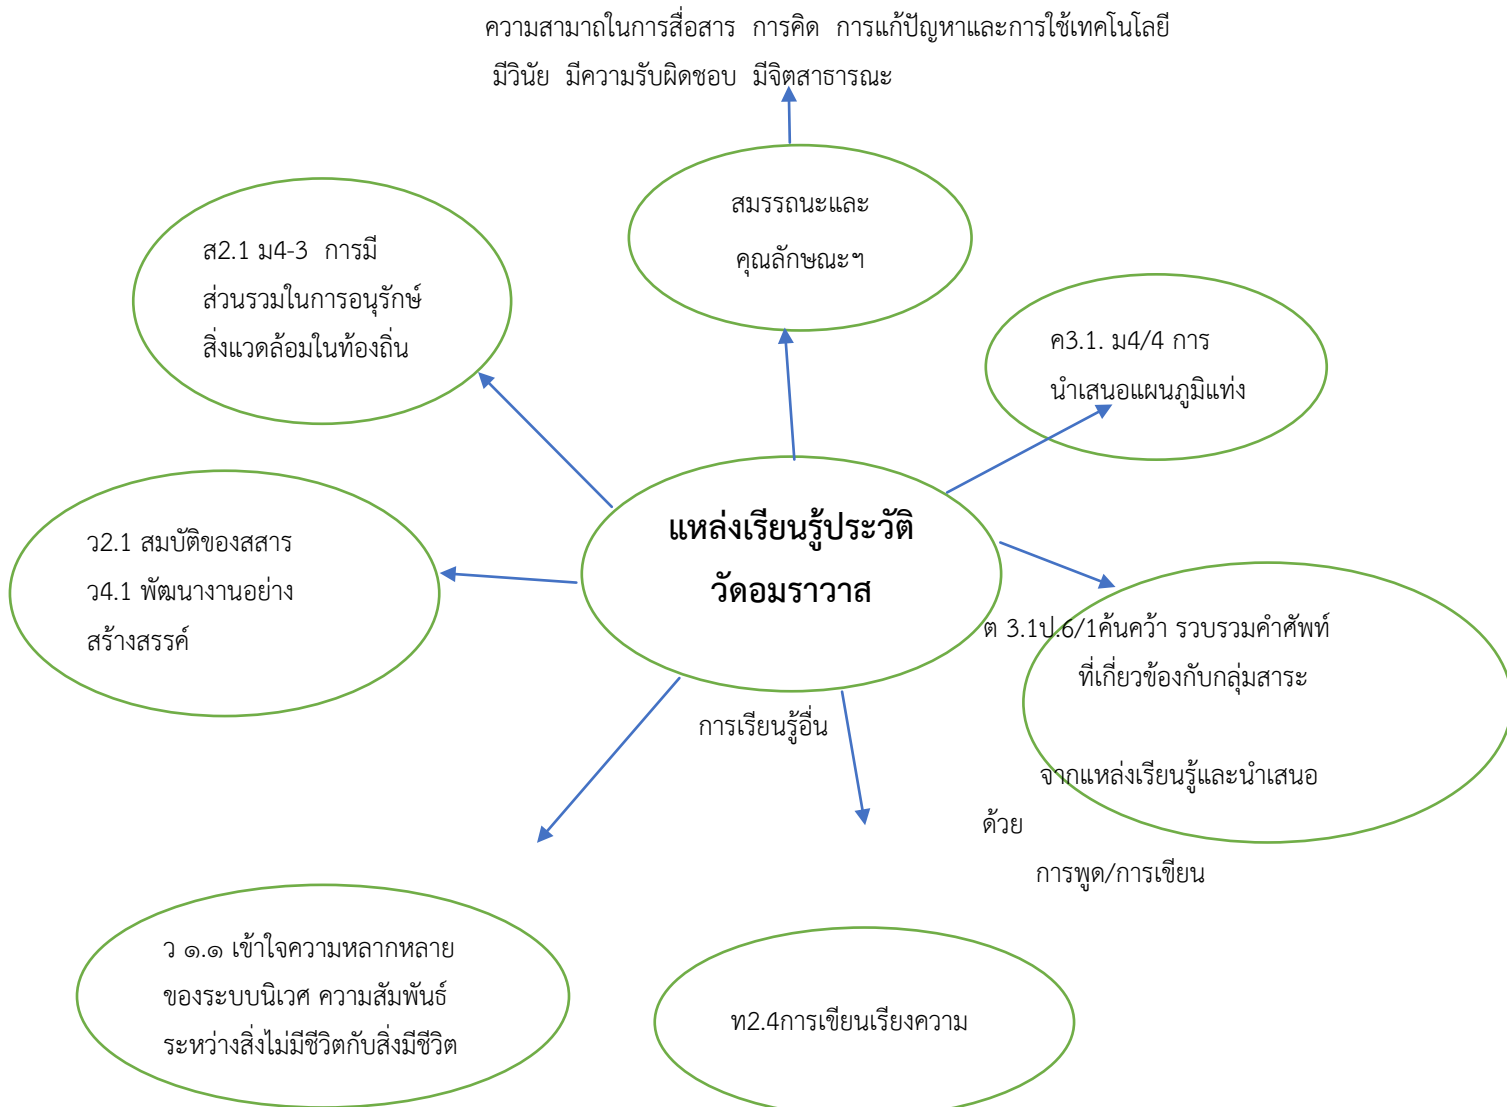 ความสามาถในการสื่อสาร  การคิด  การแก้ปัญหาและการใช้เทคโนโลยี
มีวินัย  มีความรับผิดชอบ  มีจิตสาธารณะ
สมรรถนะและ
คุณลักษณะฯ
ส2.1 ม4-3  การมี
ส่วนรวมในการอนุรักษ์
สิ่งแวดล้อมในท้องถิ่น
ค3.1. ม4/4 การ
นำเสนอแผนภูมิแท่ง
แหล่งเรียนรู้ประวัติ
วัดอมราวาส
ว2.1 สมบัติของสสาร
ว4.1 พัฒนางานอย่าง
สร้างสรรค์
ต 3.1ป.6/1ค้นคว้า รวบรวมคำศัพท์
ที่เกี่ยวข้องกับกลุ่มสาระ
การเรียนรู้อื่น
จากแหล่งเรียนรู้และนำเสนอ
ด้วย
การพูด/การเขียน
ว ๑.๑ เข้าใจความหลากหลาย
ของระบบนิเวศ ความสัมพันธ์
ระหว่างสิ่งไม่มีชีวิตกับสิ่งมีชีวิต
ท2.4การเขียนเรียงความ